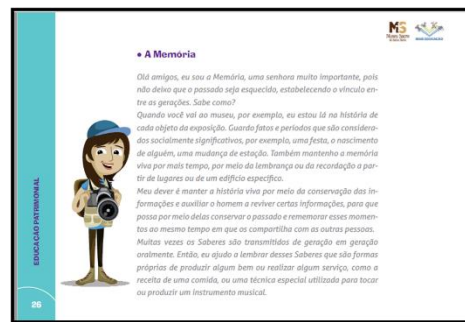 MS
• A Memória
Olá amigos, eu sou a Memória, uma senhora muito importante, pois
não deixo que o passado seja esquecido, estabelecendo o vínculo en-
tre as gerações. Sabe como?
Quando você vai ao museu, por exemplo, eu estou lá na história de
cada objeto da exposição. Guardo fatos e períodos que são considera-
dos socialmente significativos, por exemplo, uma festa, o nascimento
de alguém, uma mudança de estação. Também mantenho a memória
viva por mais tempo, por meio da lembrança ou da recordação a par-
tir de lugares ou de um edifício específico.
Meu dever é manter a história viva por meio da conservação das in-
formações e auxiliar o homem a reviver certas informações, para que
possa por meio delas conservar o passado e rememorar esses momen-
tos ao mesmo tempo em que os compartilha com as outras pessoas.
Muitas vezes os Saberes são transmitidos de geração em geração
oralmente. Então, eu ajudo a lembrar desses Saberes que são formas
próprias de produzir algum bem ou realizar algum serviço, como a
receita de uma comida, ou uma técnica especial utilizada para tocar
ou produzir um instrumento musical.
EDUCAÇÃO PATRIMONIAL
26